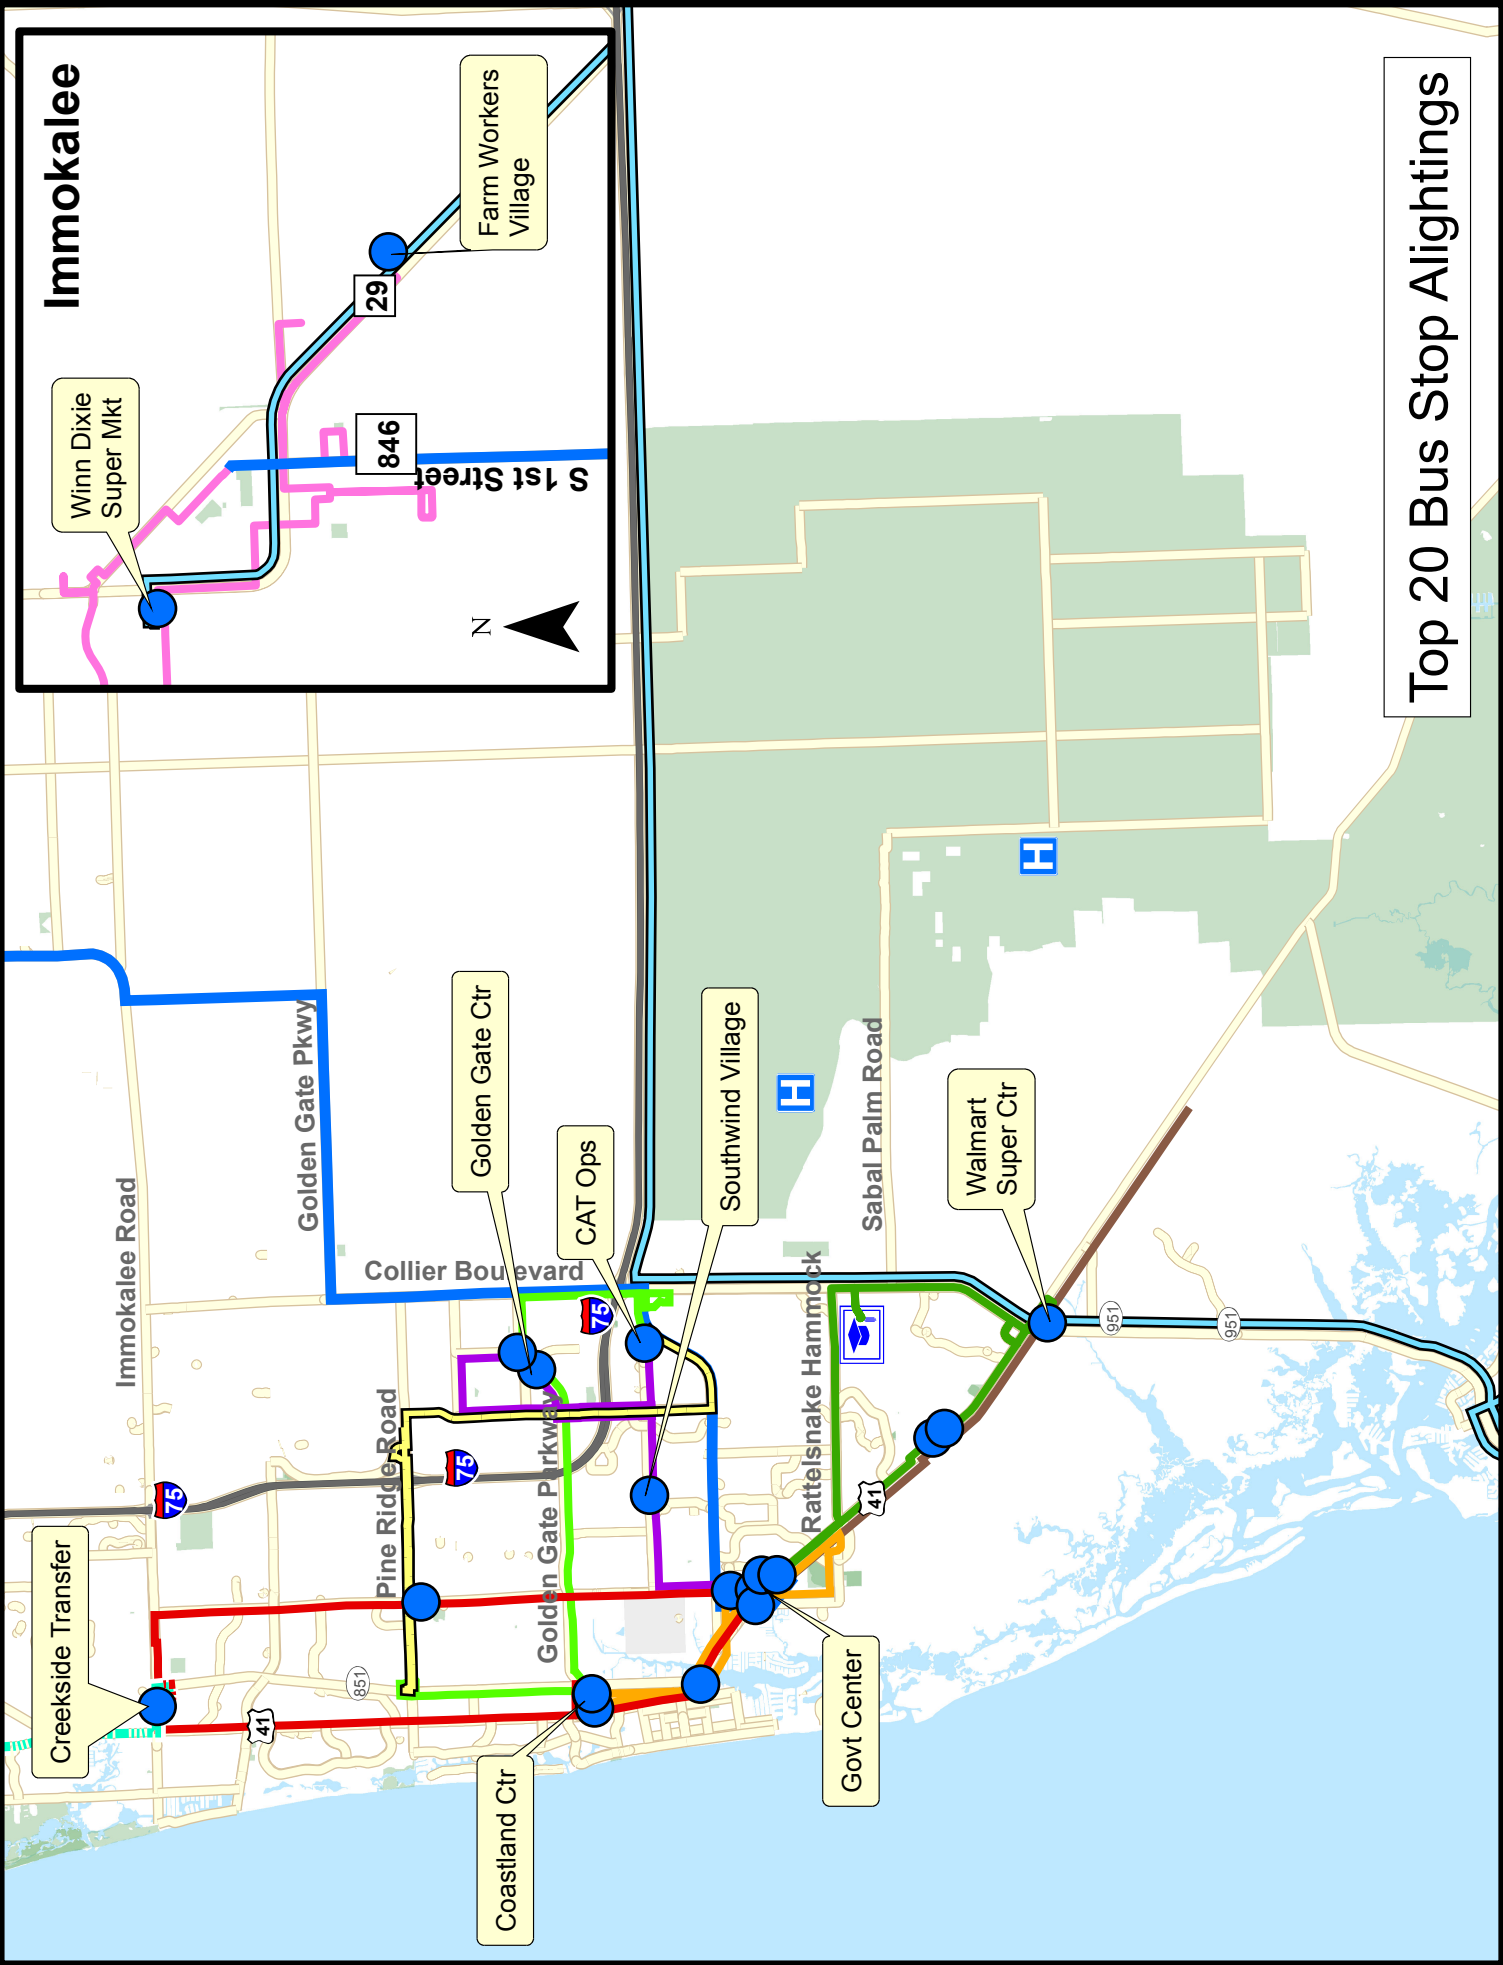 Immokalee
Winn Dixie
Super Mkt
Farm Workers
Village
29
846
S 1st Street
N
Creekside Transfer
Immokalee Road
75
41
851
Golden Gate Pkwy
Pine Ridge Road
75
Collier Boulevard
Golden Gate Ctr
CAT Ops
75
Golden Gate Parkway
Coastland Ctr
Southwind Village
H
H
Sabal Palm Road
Rattelsnake Hammock
41
Govt Center
Walmart
Super Ctr
951
951
Top 20 Bus Stop Alightings